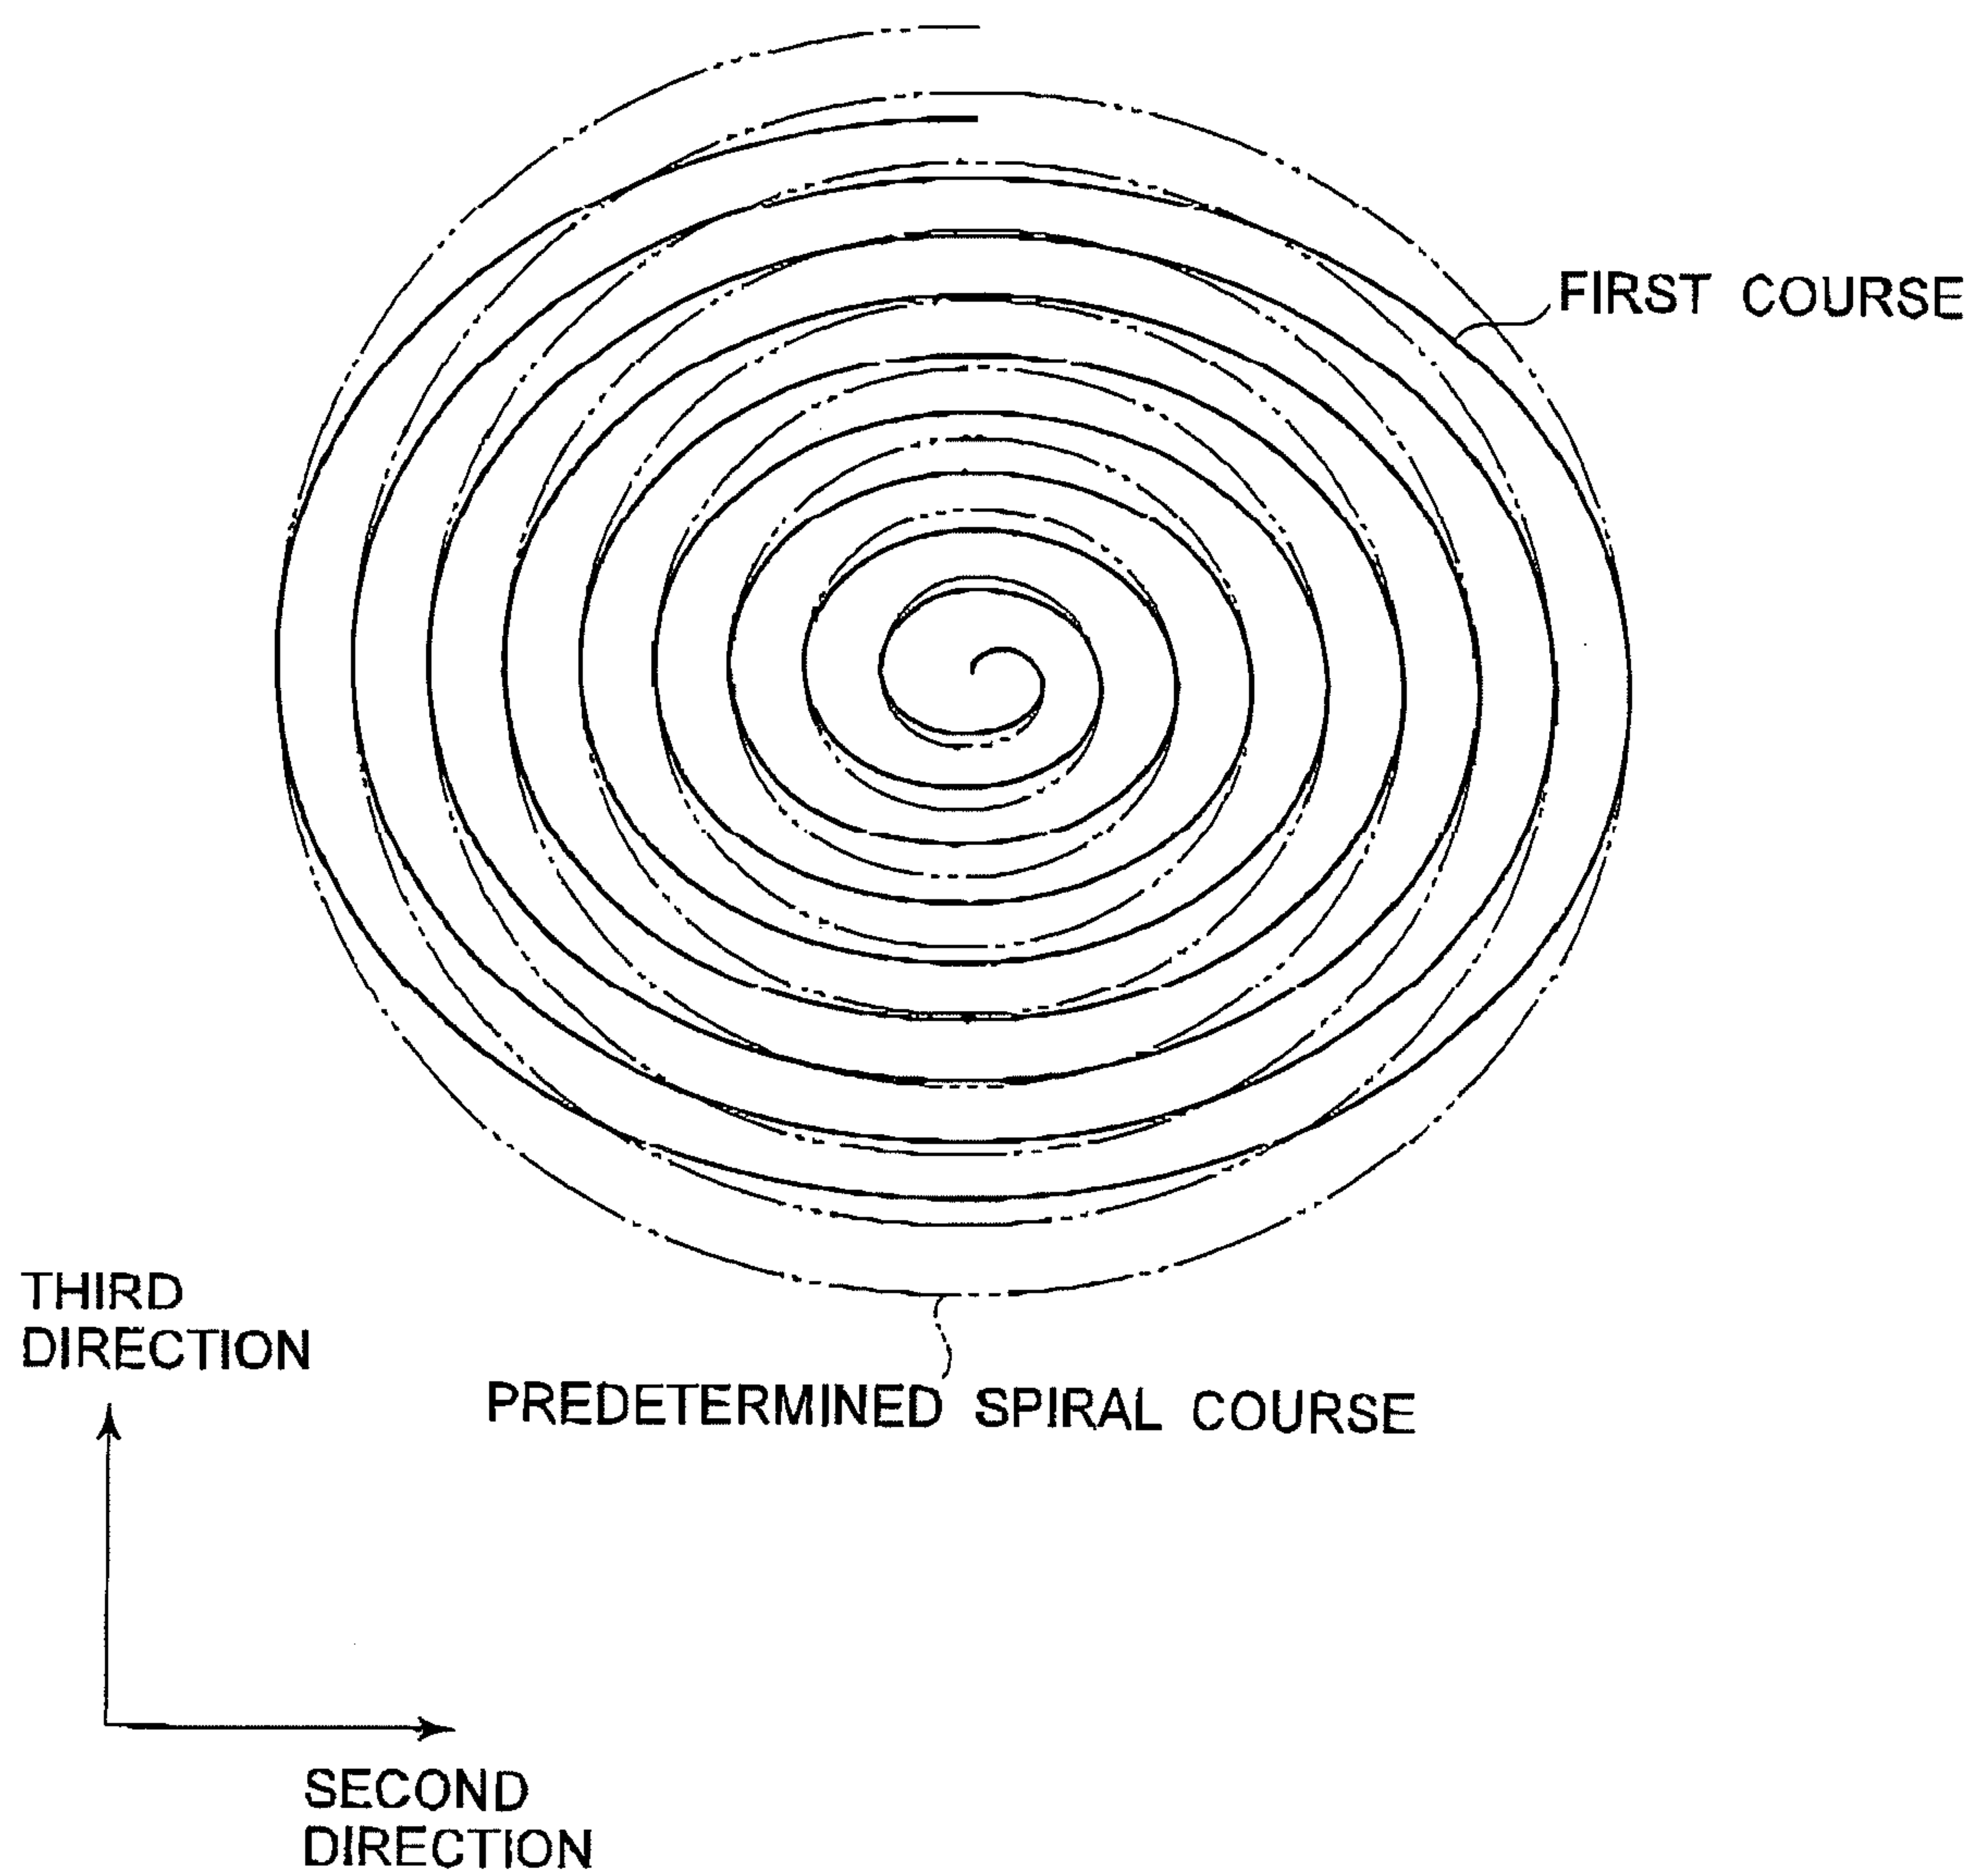 FIRST COURSE
THIRD
DIRECTION
PREDETERMINED SPIRAL COURSE
SECOND
DIRECTION